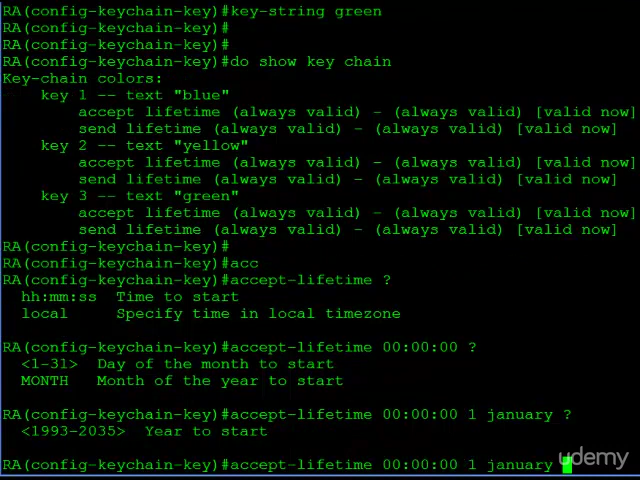 RA(config-keychain-key)#key-string green
RA(config-keychain-key)#
RA(config-keychain-key)#
RA(config-keychain-key)#do show key chain
Key-chain colors:
    key 1 -- text "blue"
        accept lifetime (always valid) - (always valid) [valid now]
        send lifetime (always valid) - (always valid) [valid now]
    key 2 -- text "yellow"
        accept lifetime (always valid) - (always valid) [valid now]
        send lifetime (always valid) - (always valid) [valid now]
    key 3 -- text "green"
        accept lifetime (always valid) - (always valid) [valid now]
        send lifetime (always valid) - (always valid) [valid now]
RA(config-keychain-key)#
RA(config-keychain-key)#acc
RA(config-keychain-key)#accept-lifetime ?
  hh:mm:ss  Time to start
  local     Specify time in local timezone
RA(config-keychain-key)#accept-lifetime 00:00:00 ?
  <1-31>  Day of the month to start
  MONTH   Month of the year to start
RA(config-keychain-key)#accept-lifetime 00:00:00 1 january ?
  <1993-2035>  Year to start
RA(config-keychain-key)#accept-lifetime 00:00:00 1 january
udemy